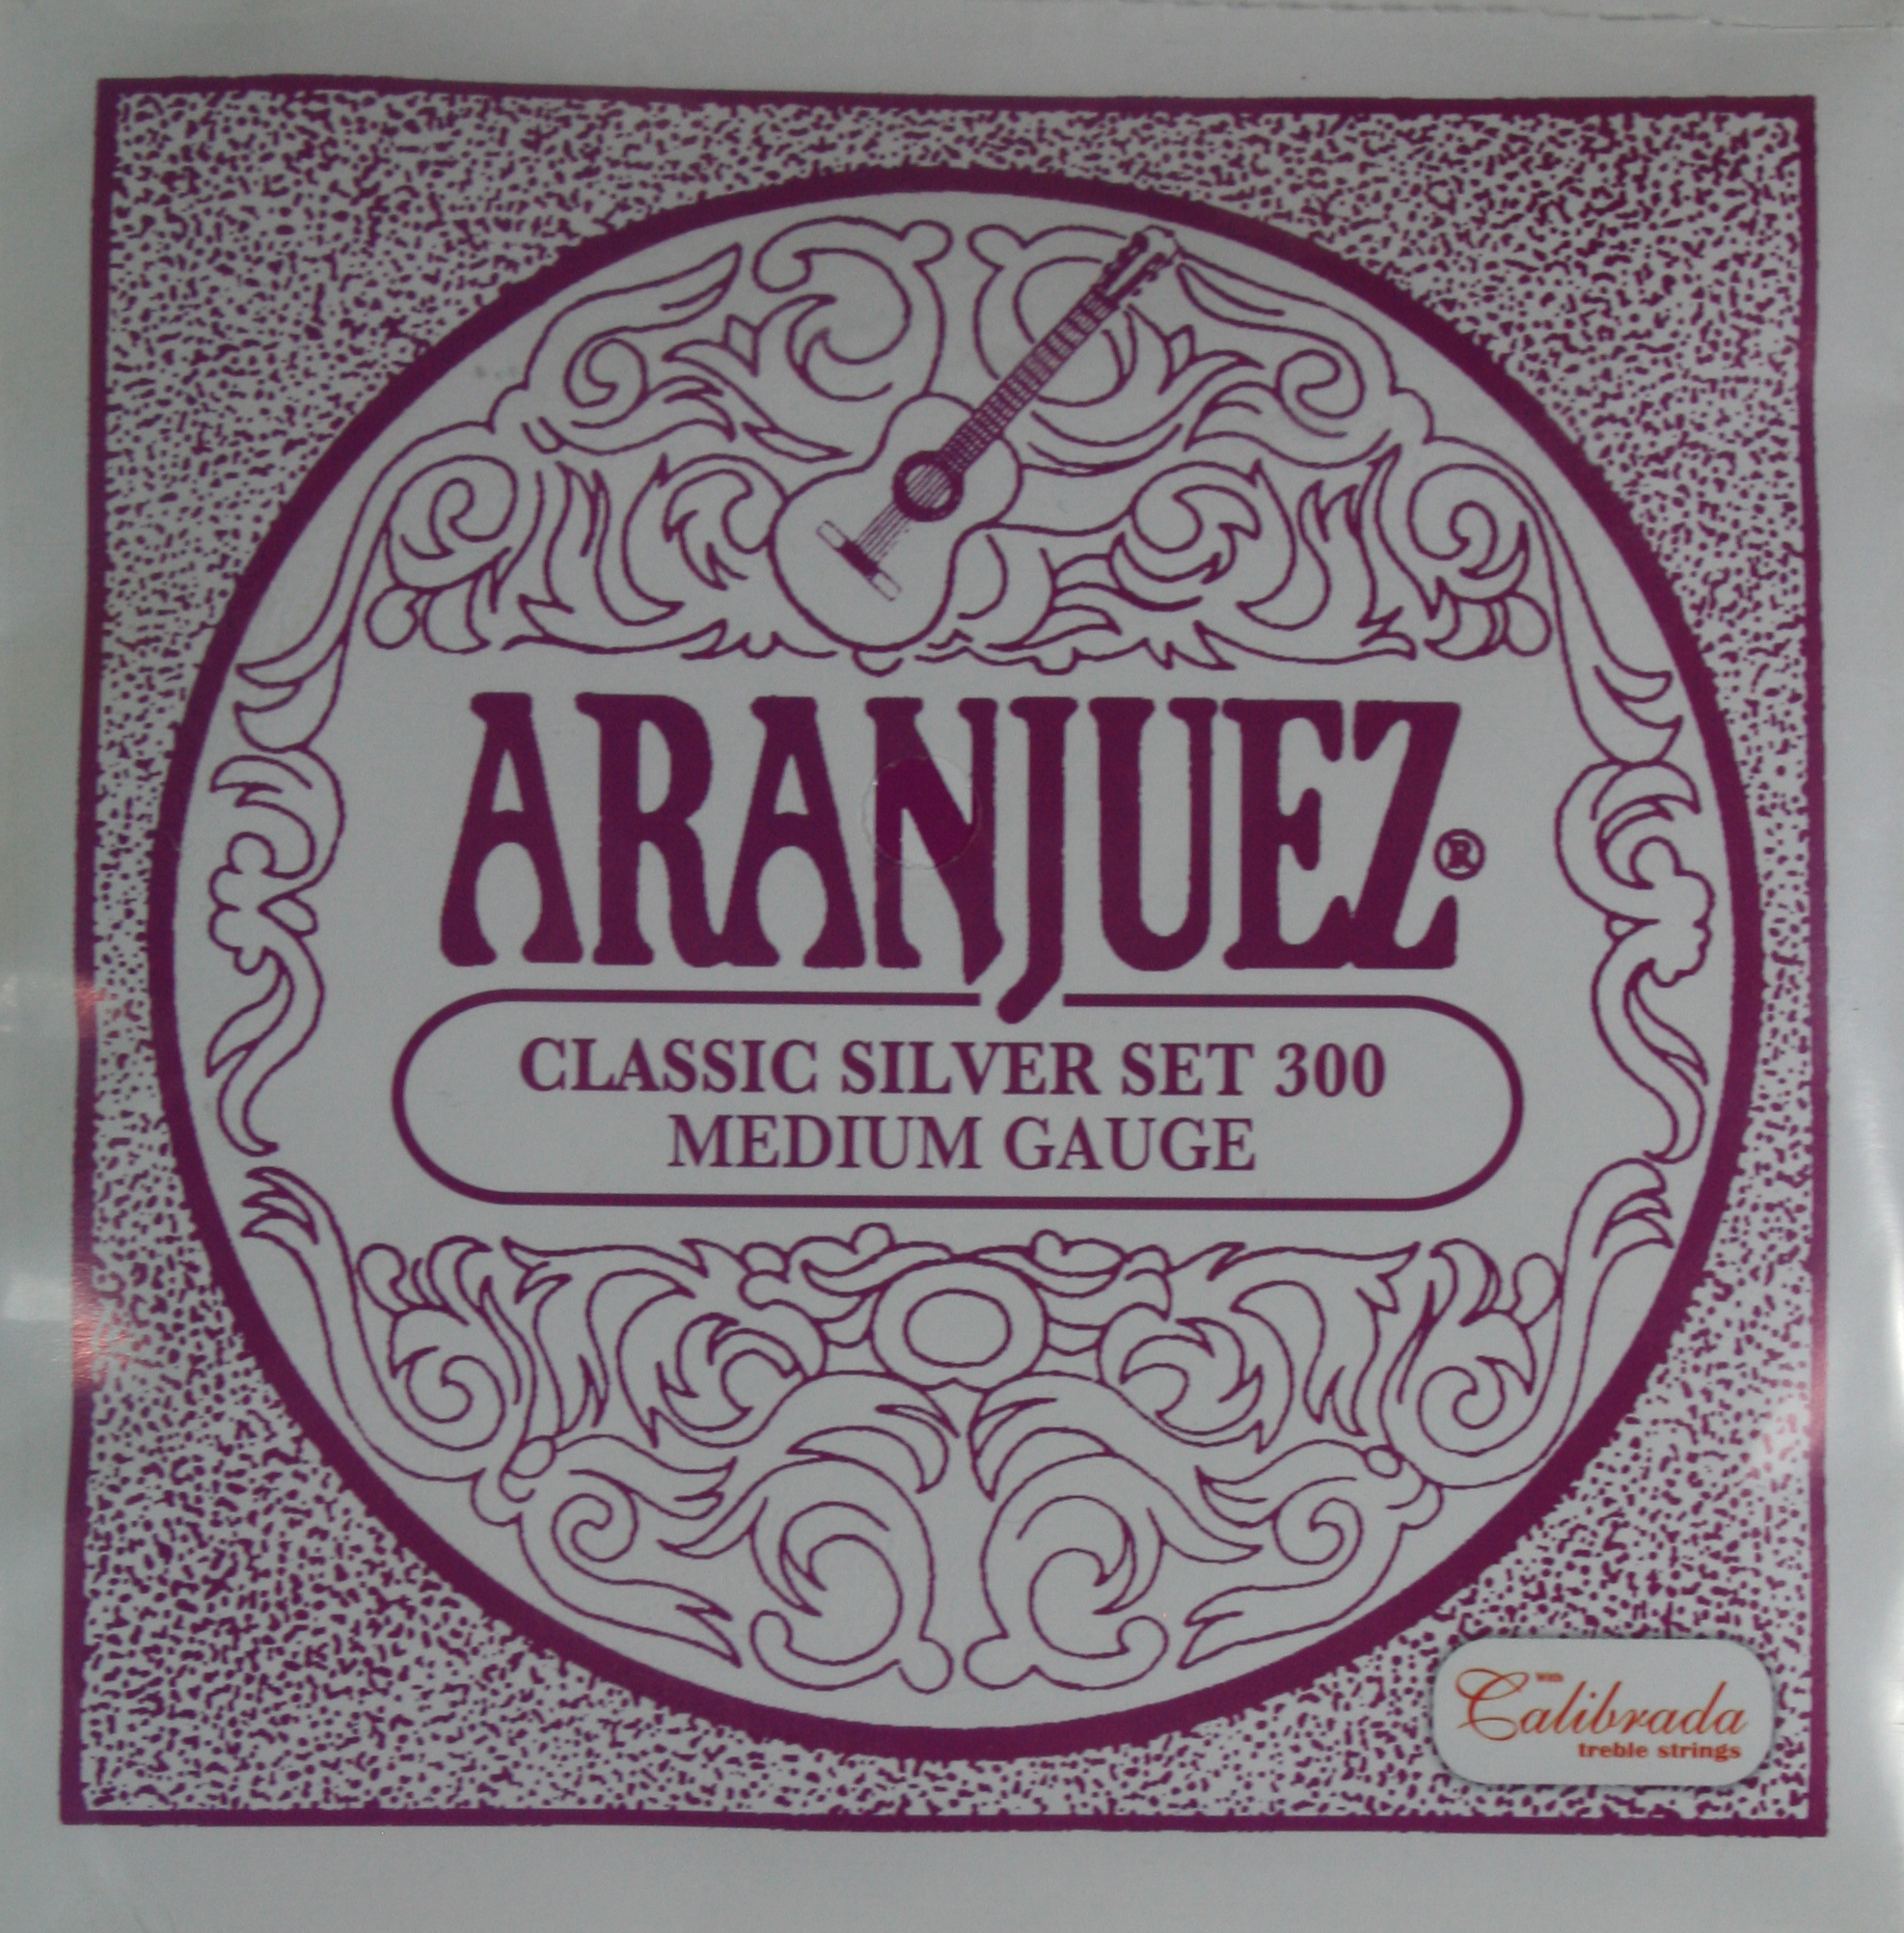 ARANJUEZ®
CLASSIC SILVER SET 300
MEDIUM GAUGE
With
Calibrada
treble strings